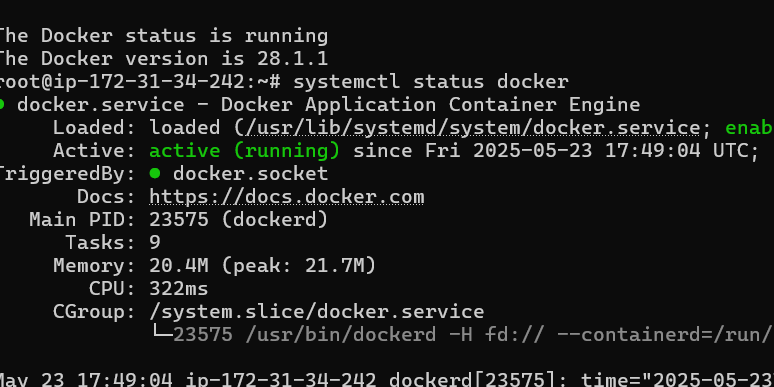 The Docker status is running
The Docker version is 28.1.1
root@ip-172-31-34-242:~# systemctl status docker
● docker.service - Docker Application Container Engine
Loaded: loaded (/usr/lib/systemd/system/docker.service; enab
Active: active (running) since Fri 2025-05-23 17:49:04 UTC;
TriggeredBy: ● docker.socket
Docs: https://docs.docker.com
Main PID: 23575 (dockerd)
Tasks: 9
Memory: 20.4M (peak: 21.7M)
CPU: 322ms
CGroup: /system.slice/docker.service
└─23575 /usr/bin/dockerd -H fd:// --containerd=/run/
May 23 17:49:04 ip-172-31-34-242 dockerd[23575]: time="2025-05-23